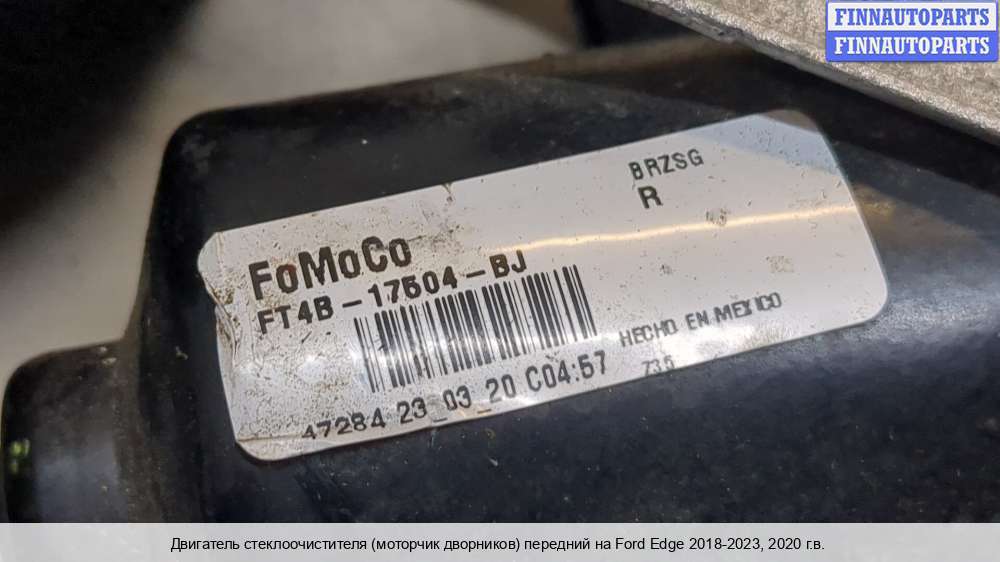 FINNAUTOPARTS
FINNAUTOPARTS
BRZSG
R
FoMoCo
FT4B-17504-BJ
HECHO EN MEXICO
735
47284 23_03_20 C04:57
Двигатель стеклоочистителя (моторчик дворников) передний на Ford Edge 2018-2023, 2020 г.в.